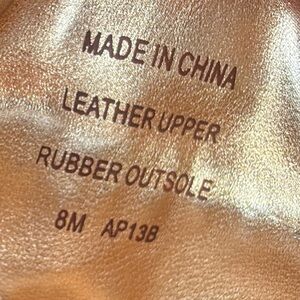 MADE IN CHINA
LEATHER UPPER
RUBBER OUTSOLE
8M AP13B